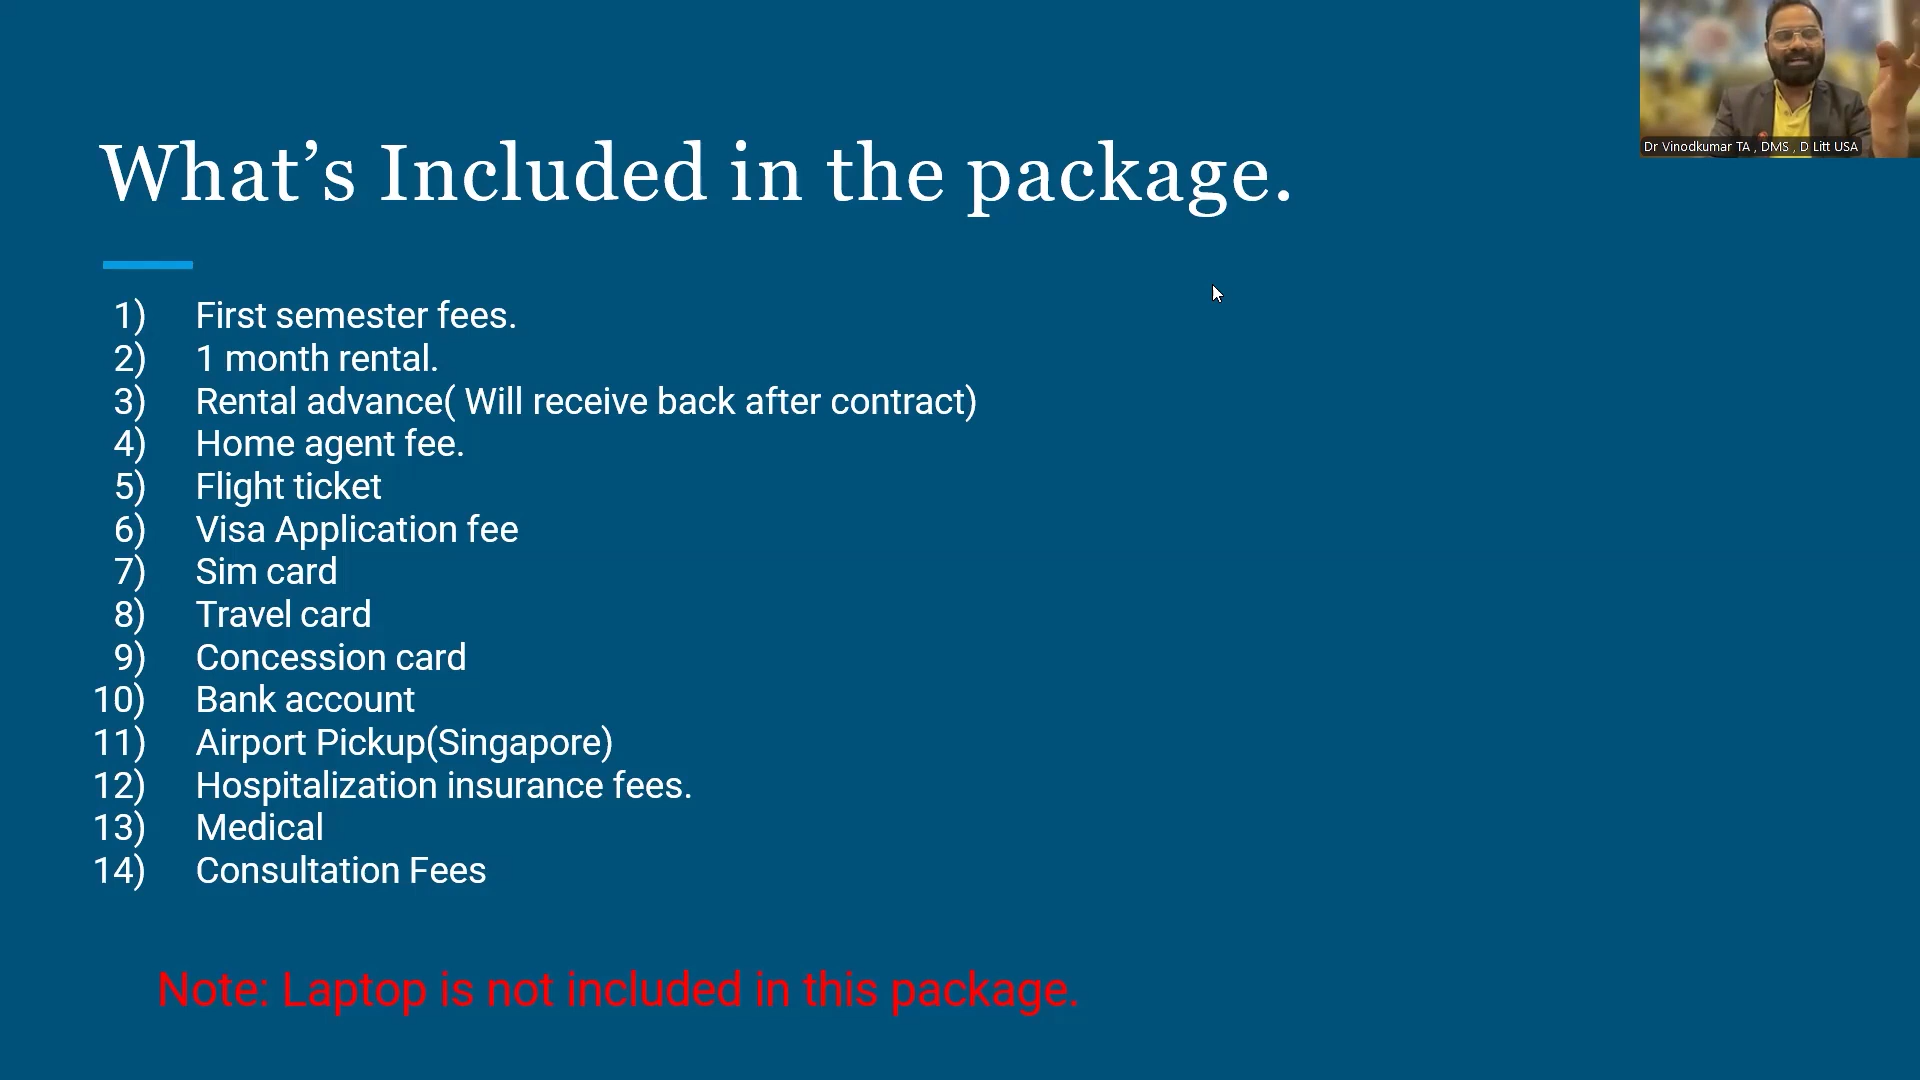 What’s Included in the package.
Dr Vinodkumar TA , DMS , D Litt USA
1) First semester fees.
2) 1 month rental.
3) Rental advance( Will receive back after contract)
4) Home agent fee.
5) Flight ticket
6) Visa Application fee
7) Sim card
8) Travel card
9) Concession card
10) Bank account
11) Airport Pickup(Singapore)
12) Hospitalization insurance fees.
13) Medical
14) Consultation Fees
Note: Laptop is not included in this package.